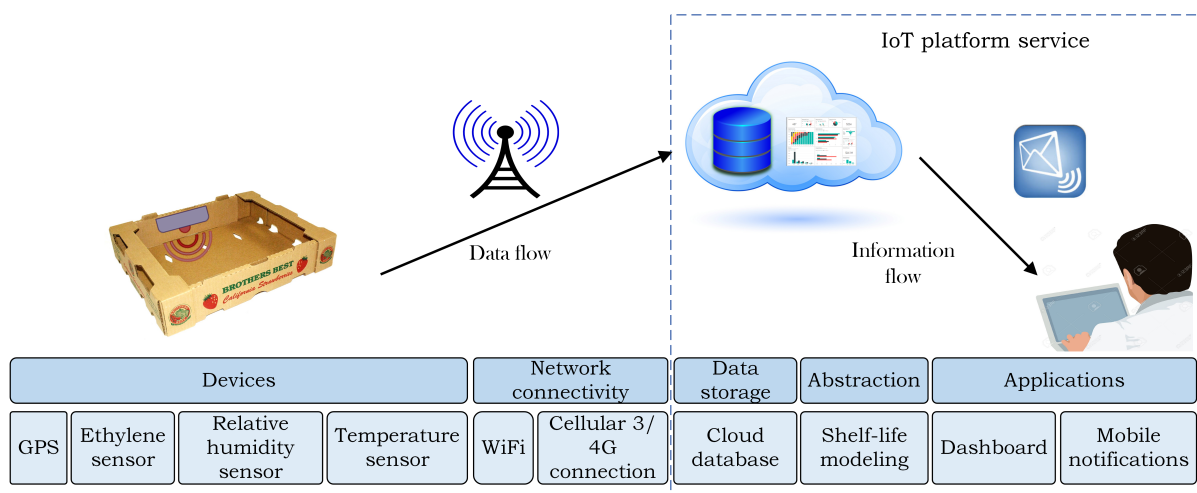 IoT platform service
Data flow
Information
flow
BROTHERS BEST
California Strawberries
Devices
Network
connectivity
Data
storage
Abstraction
Applications
GPS
Ethylene
sensor
Relative
humidity
sensor
Temperature
sensor
WiFi
Cellular 3/
4G
connection
Cloud
database
Shelf-life
modeling
Dashboard
Mobile
notifications